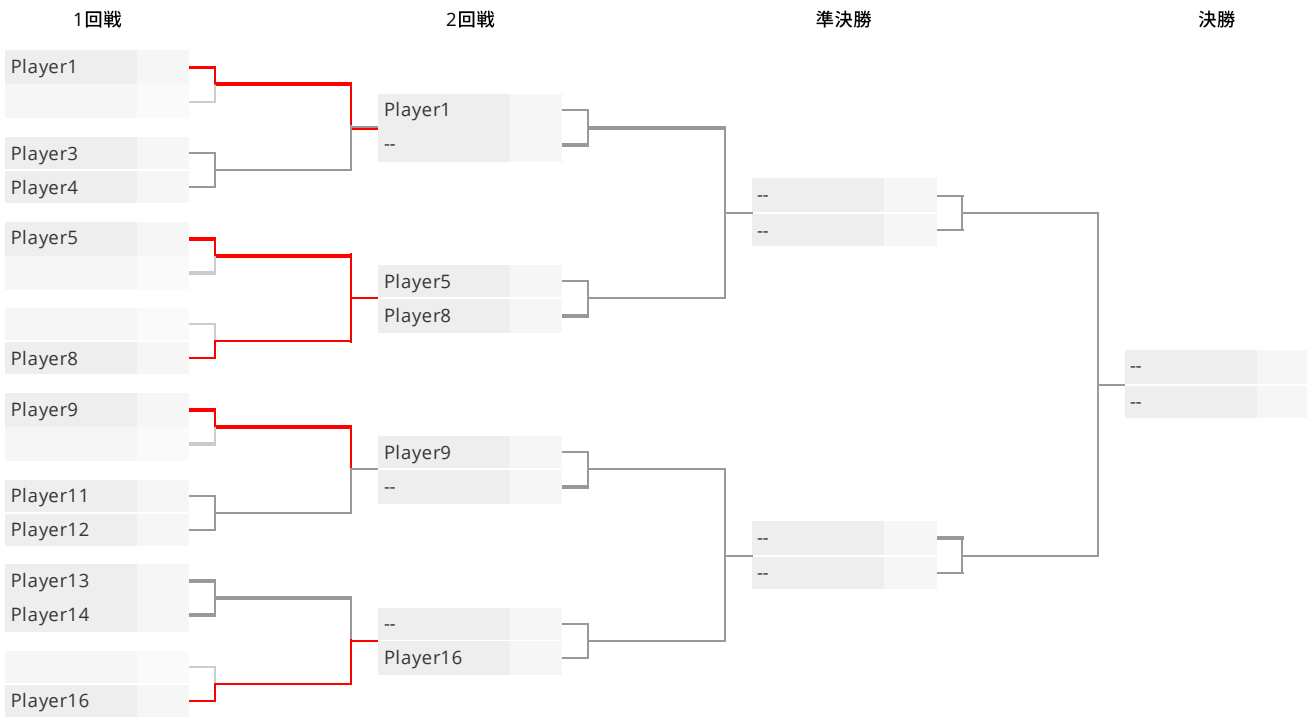 1回戦
2回戦
準決勝
決勝
Player1
Player3
Player4
Player5
Player8
Player9
Player11
Player12
Player13
Player14
Player16
Player1
--
Player5
Player8
Player9
--
--
Player16
--
--
--
--
--
--